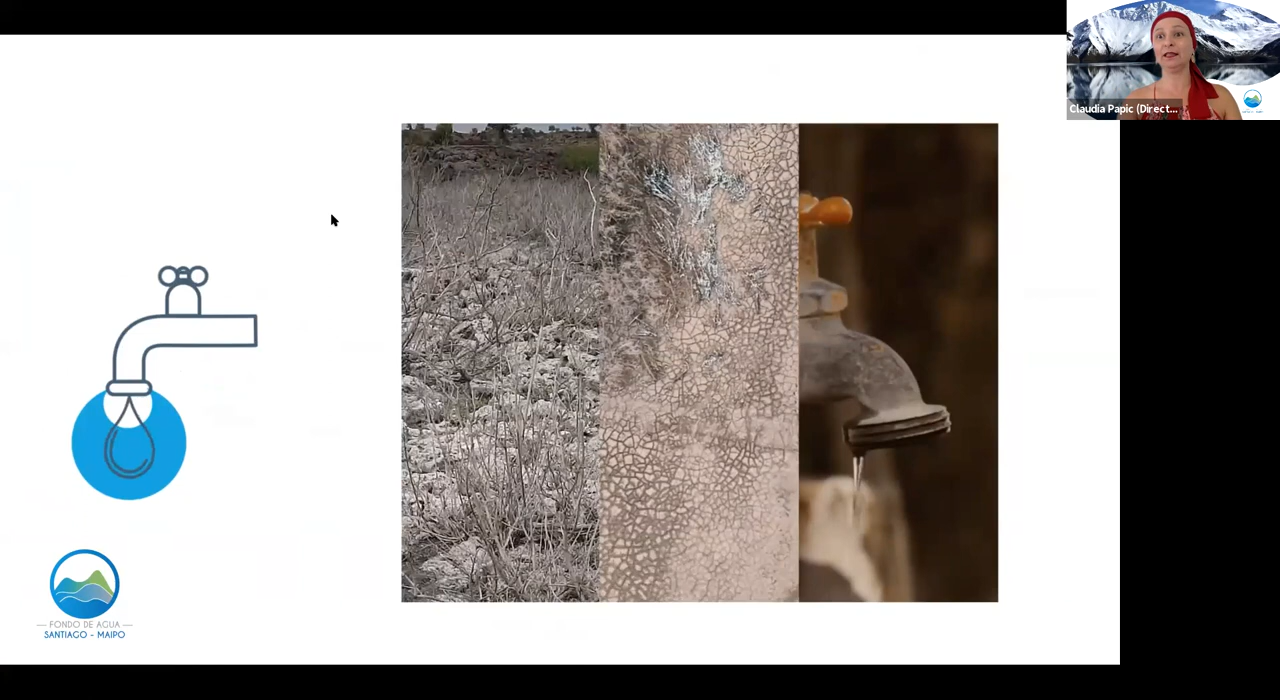 Claudia Papic (Direct...
— FONDO DE AGUA —
SANTIAGO - MAIPO